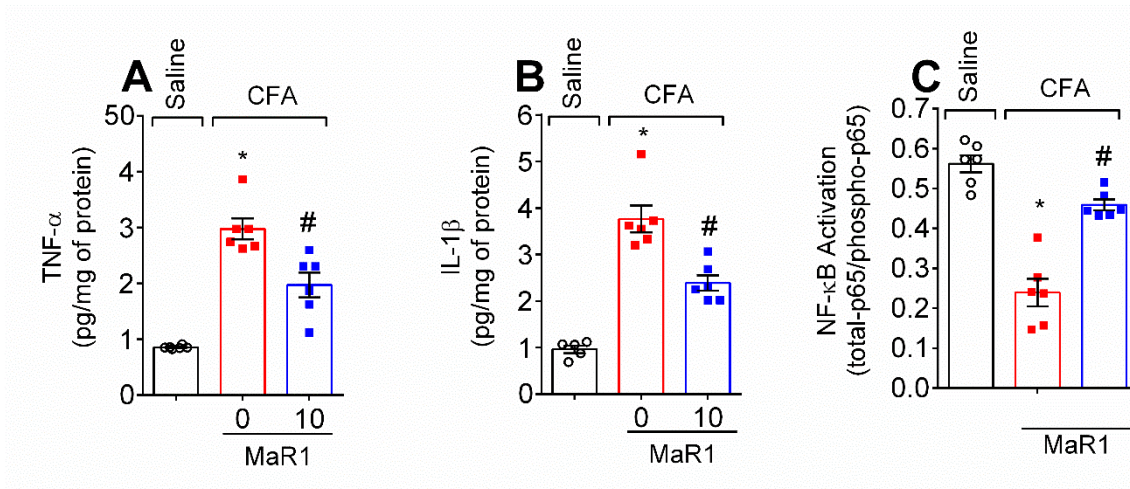 A
Saline
CFA
TNF-α
(pg/mg of protein)
50
4
3
2
1
0
*
#
0 10
MaR1
B
Saline
CFA
IL-1β
(pg/mg of protein)
6
5
4
3
2
1
0
*
#
0 10
MaR1
C
Saline
CFA
NF-κB Activation
(total-p65/phospho-p65)
0.7
0.6
0.5
0.4
0.3
0.2
0.1
0.0
*
#
MaR1